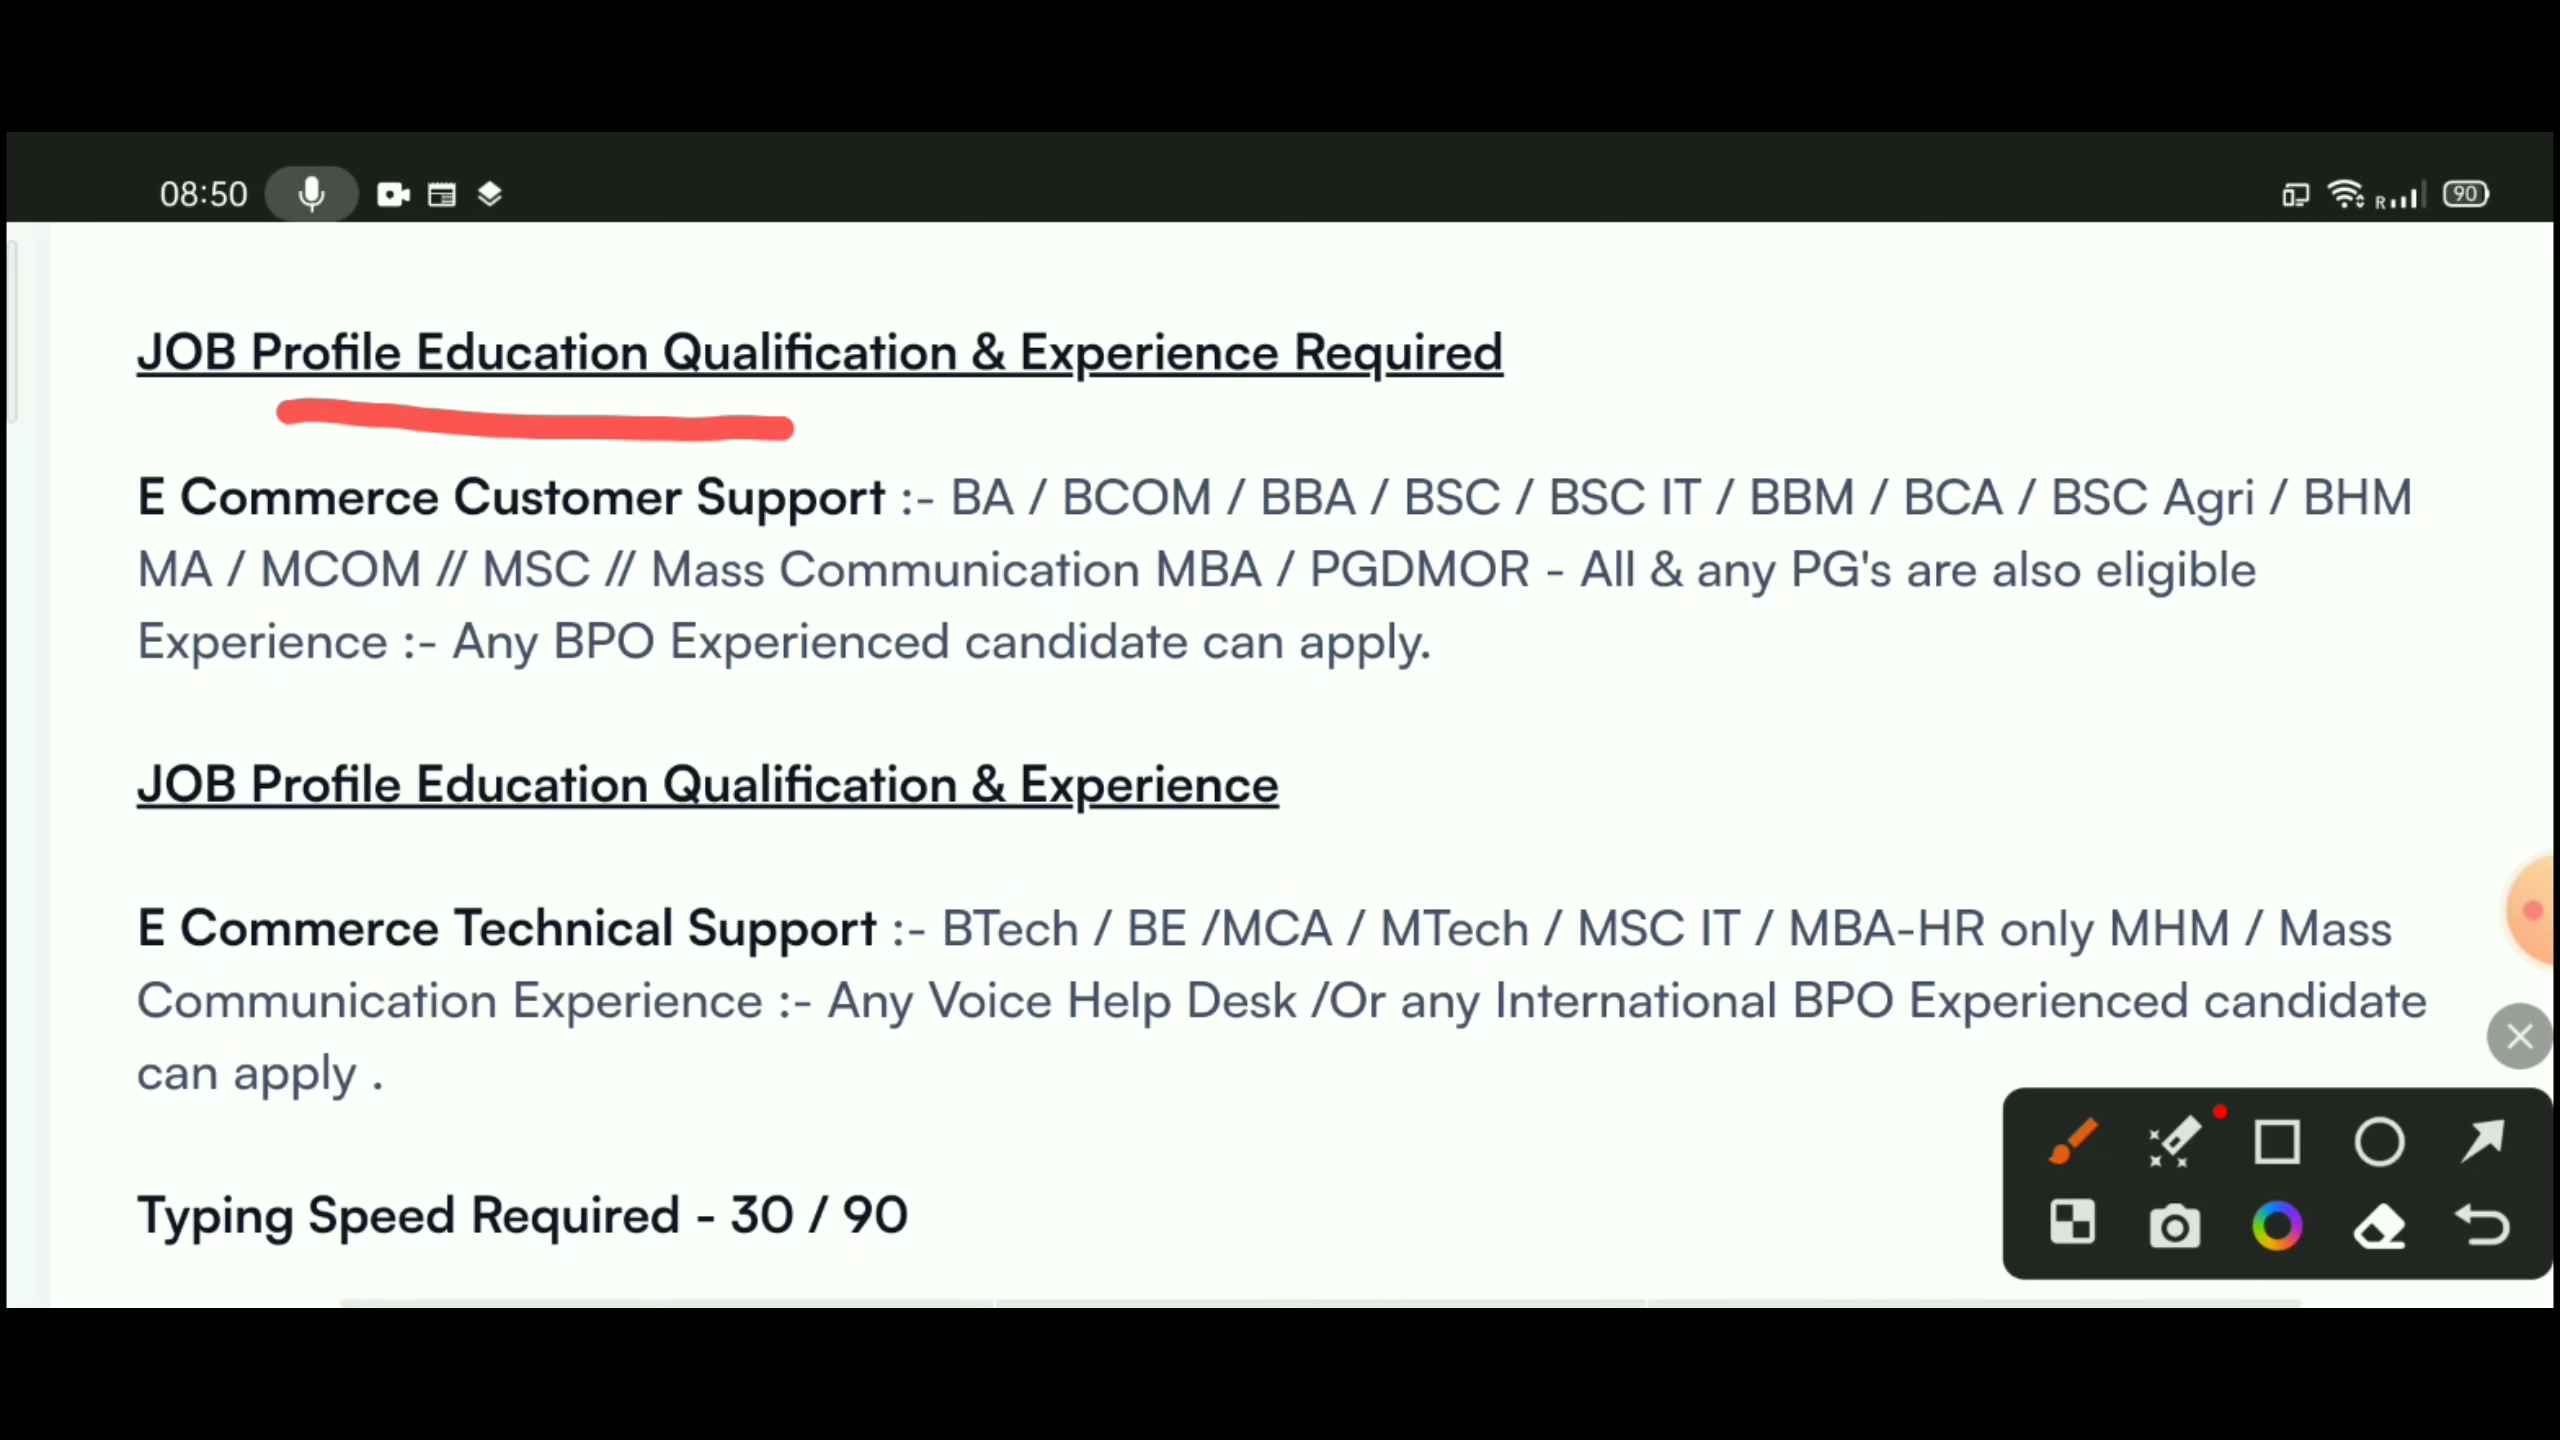 08:50
R
90
JOB Profile Education Qualification & Experience Required
E Commerce Customer Support :- BA / BCOM / BBA / BSC / BSC IT / BBM / BCA / BSC Agri / BHM
MA / MCOM // MSC // Mass Communication MBA / PGDMOR - All & any PG's are also eligible
Experience :- Any BPO Experienced candidate can apply.
JOB Profile Education Qualification & Experience
E Commerce Technical Support :- BTech / BE /MCA / MTech / MSC IT / MBA-HR only MHM / Mass
Communication Experience :- Any Voice Help Desk /Or any International BPO Experienced candidate
can apply .
Typing Speed Required - 30 / 90